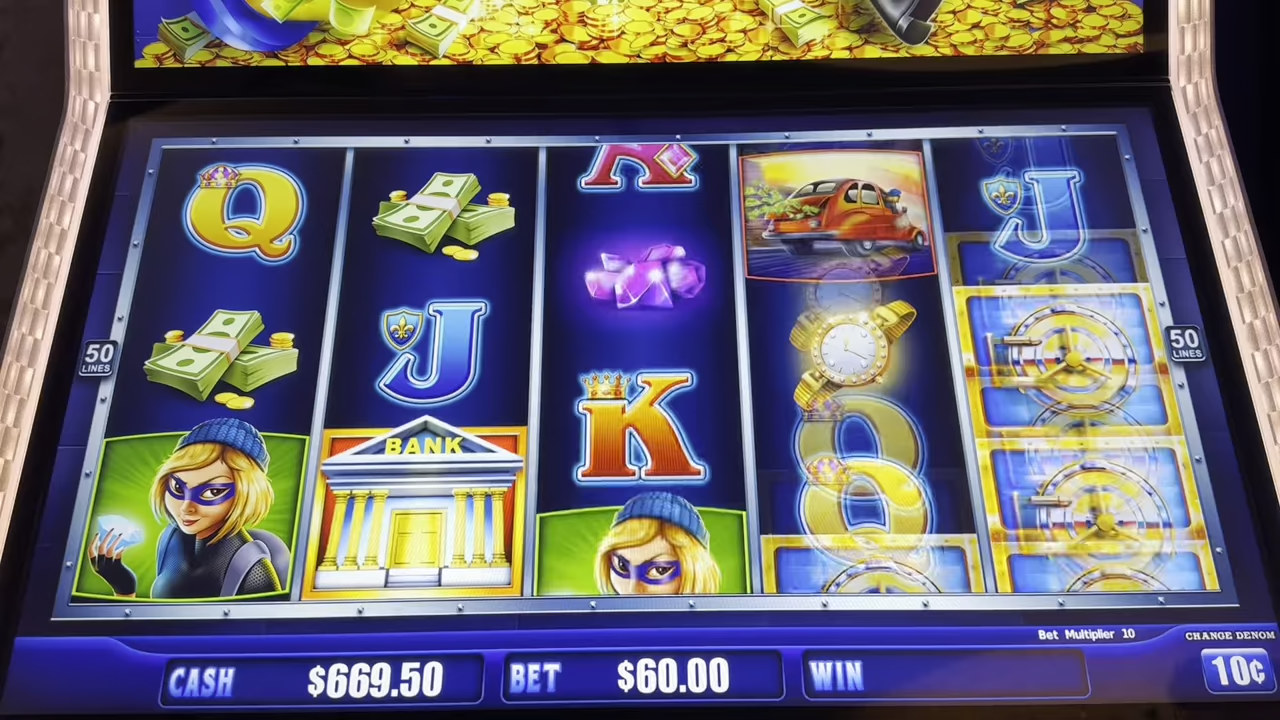 Q
J
J
K
BANK
K
Q
Q
50
LINES
50
LINES
Bet Multiplier 10
CHANGE DENOM
CASH $669.50
BET $60.00
WIN
10¢